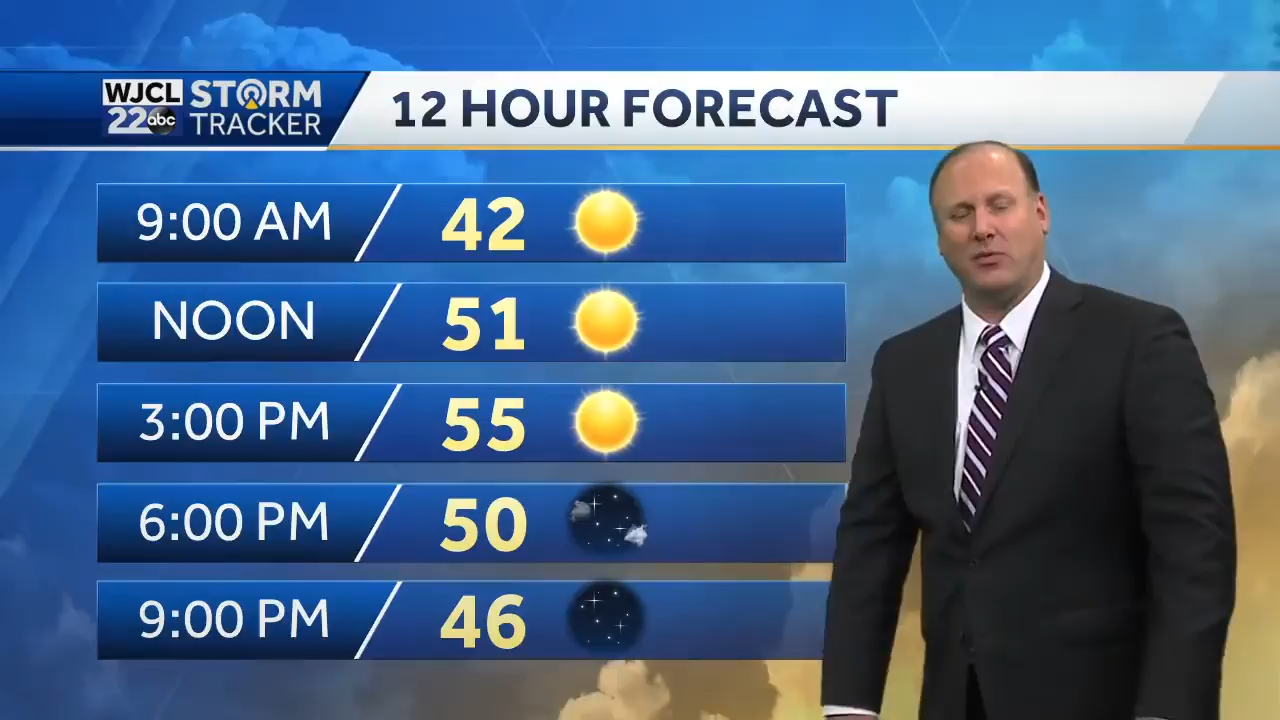 WJCL
22 abc
STORM
TRACKER
12 HOUR FORECAST
9:00 AM 42
NOON 51
3:00 PM 55
6:00 PM 50
9:00 PM 46